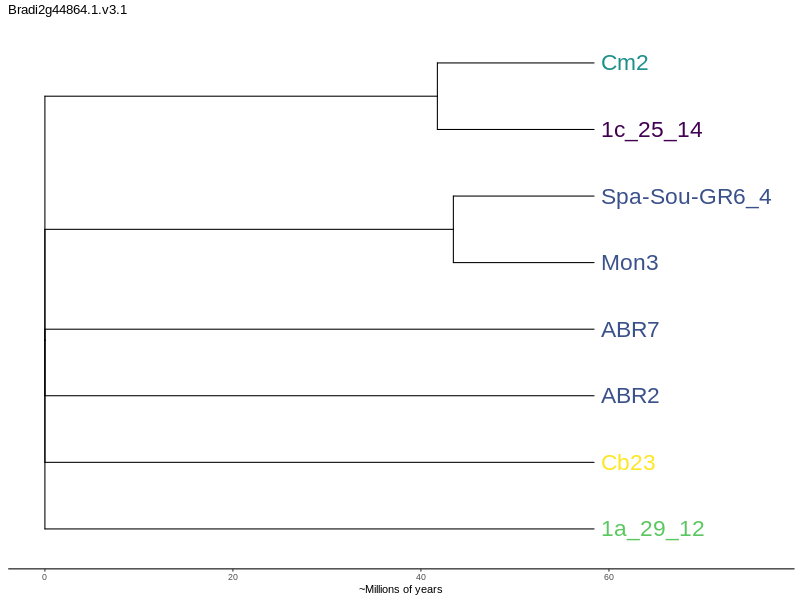 Bradi2g44864.1.v3.1
Cm2
1c_25_14
Spa-Sou-GR6_4
Mon3
ABR7
ABR2
Cb23
1a_29_12
0 20 40 60
~Millions of years